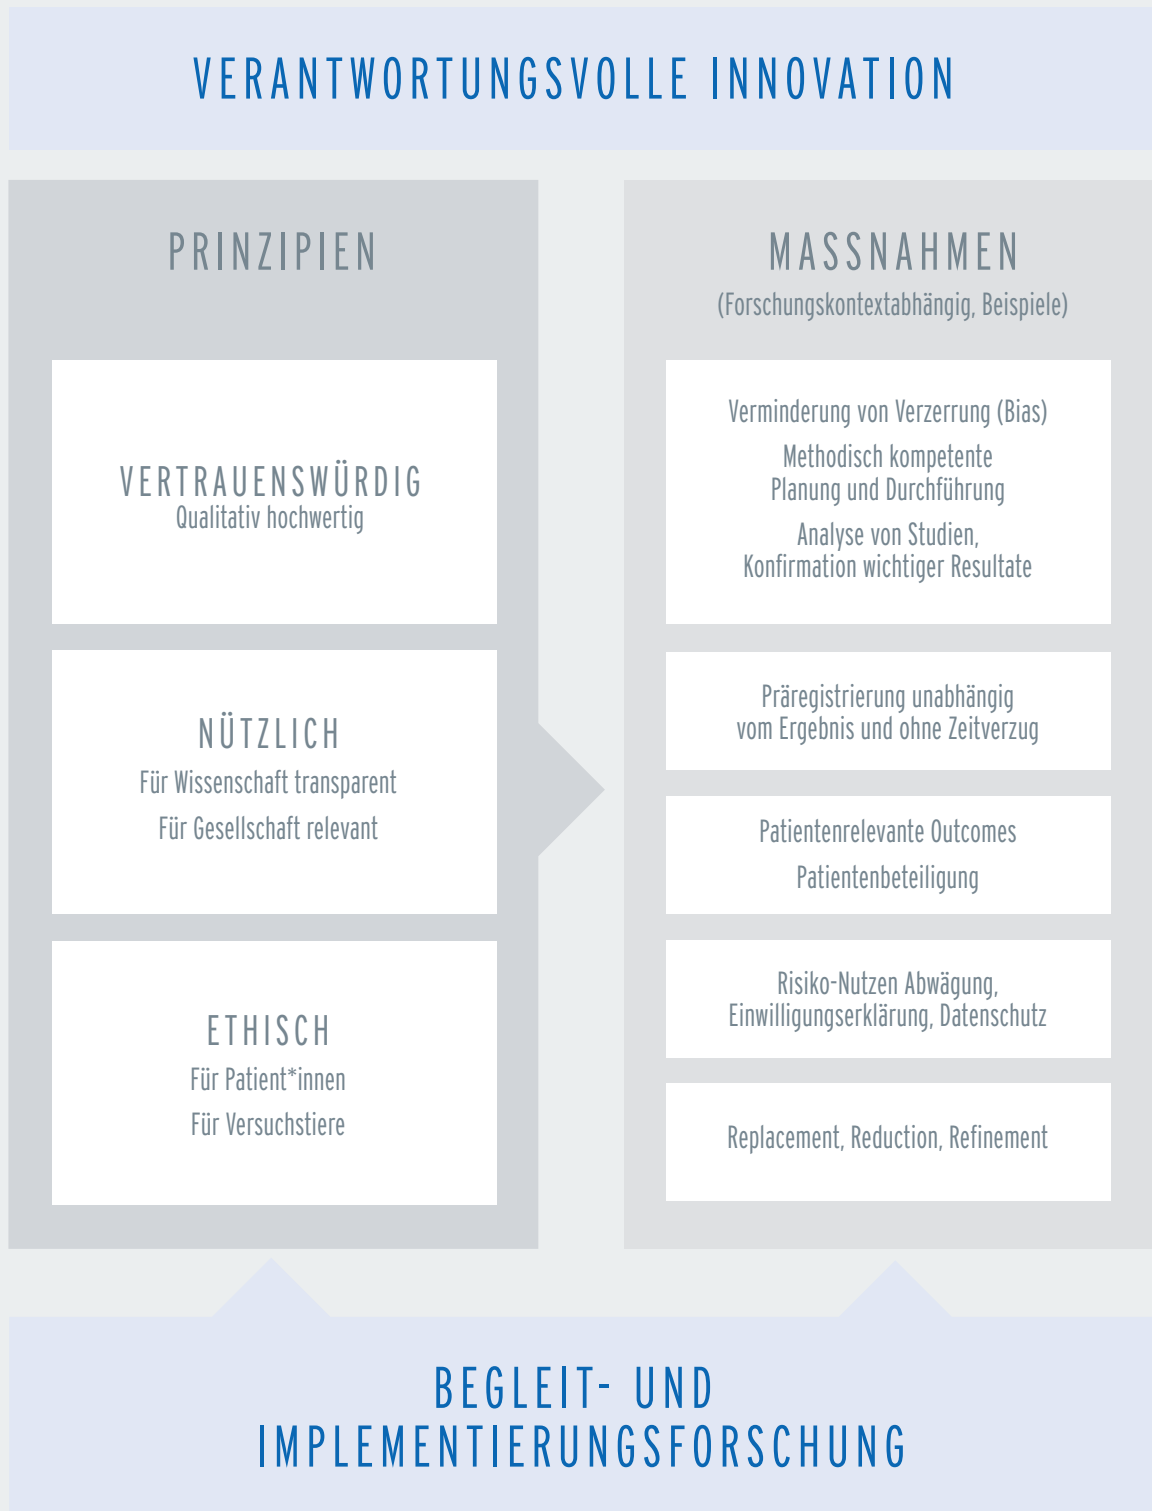 VERANTWORTUNGSVOLLE INNOVATION
PRINZIPIEN
VERTRAUENSWÜRDIG
Qualitativ hochwertig
NÜTZLICH
Für Wissenschaft transparent
Für Gesellschaft relevant
ETHISCH
Für Patient*innen
Für Versuchstiere
MASSNAHMEN
(Forschungskontextabhängig, Beispiele)
Verminderung von Verzerrung (Bias)
Methodisch kompetente
Planung und Durchführung
Analyse von Studien,
Konfirmation wichtiger Resultate
Präregistrierung unabhängig
vom Ergebnis und ohne Zeitverzug
Patientenrelevante Outcomes
Patientenbeteiligung
Risiko-Nutzen Abwägung,
Einwilligungserklärung, Datenschutz
Replacement, Reduction, Refinement
BEGLEIT- UND
IMPLEMENTIERUNGSFORSCHUNG